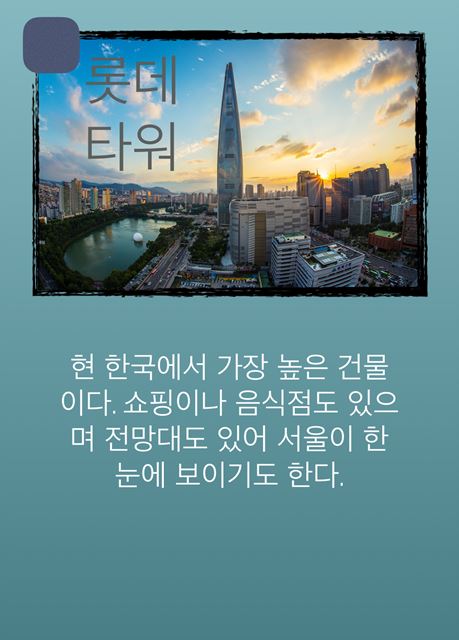 롯데
타워
현 한국에서 가장 높은 건물
이다. 쇼핑이나 음식점도 있으
며 전망대도 있어 서울이 한
눈에 보이기도 한다.